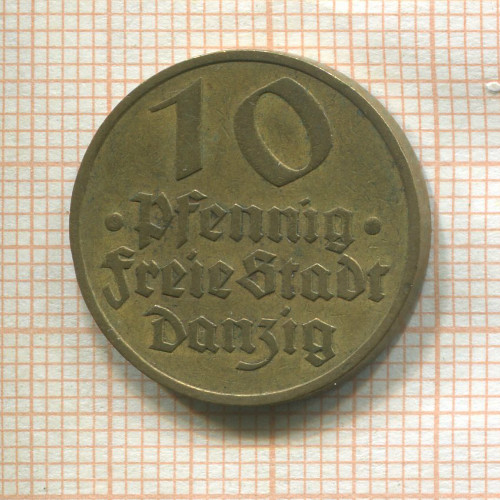 10
• Pfennig •
Freie Stadt
Danzig